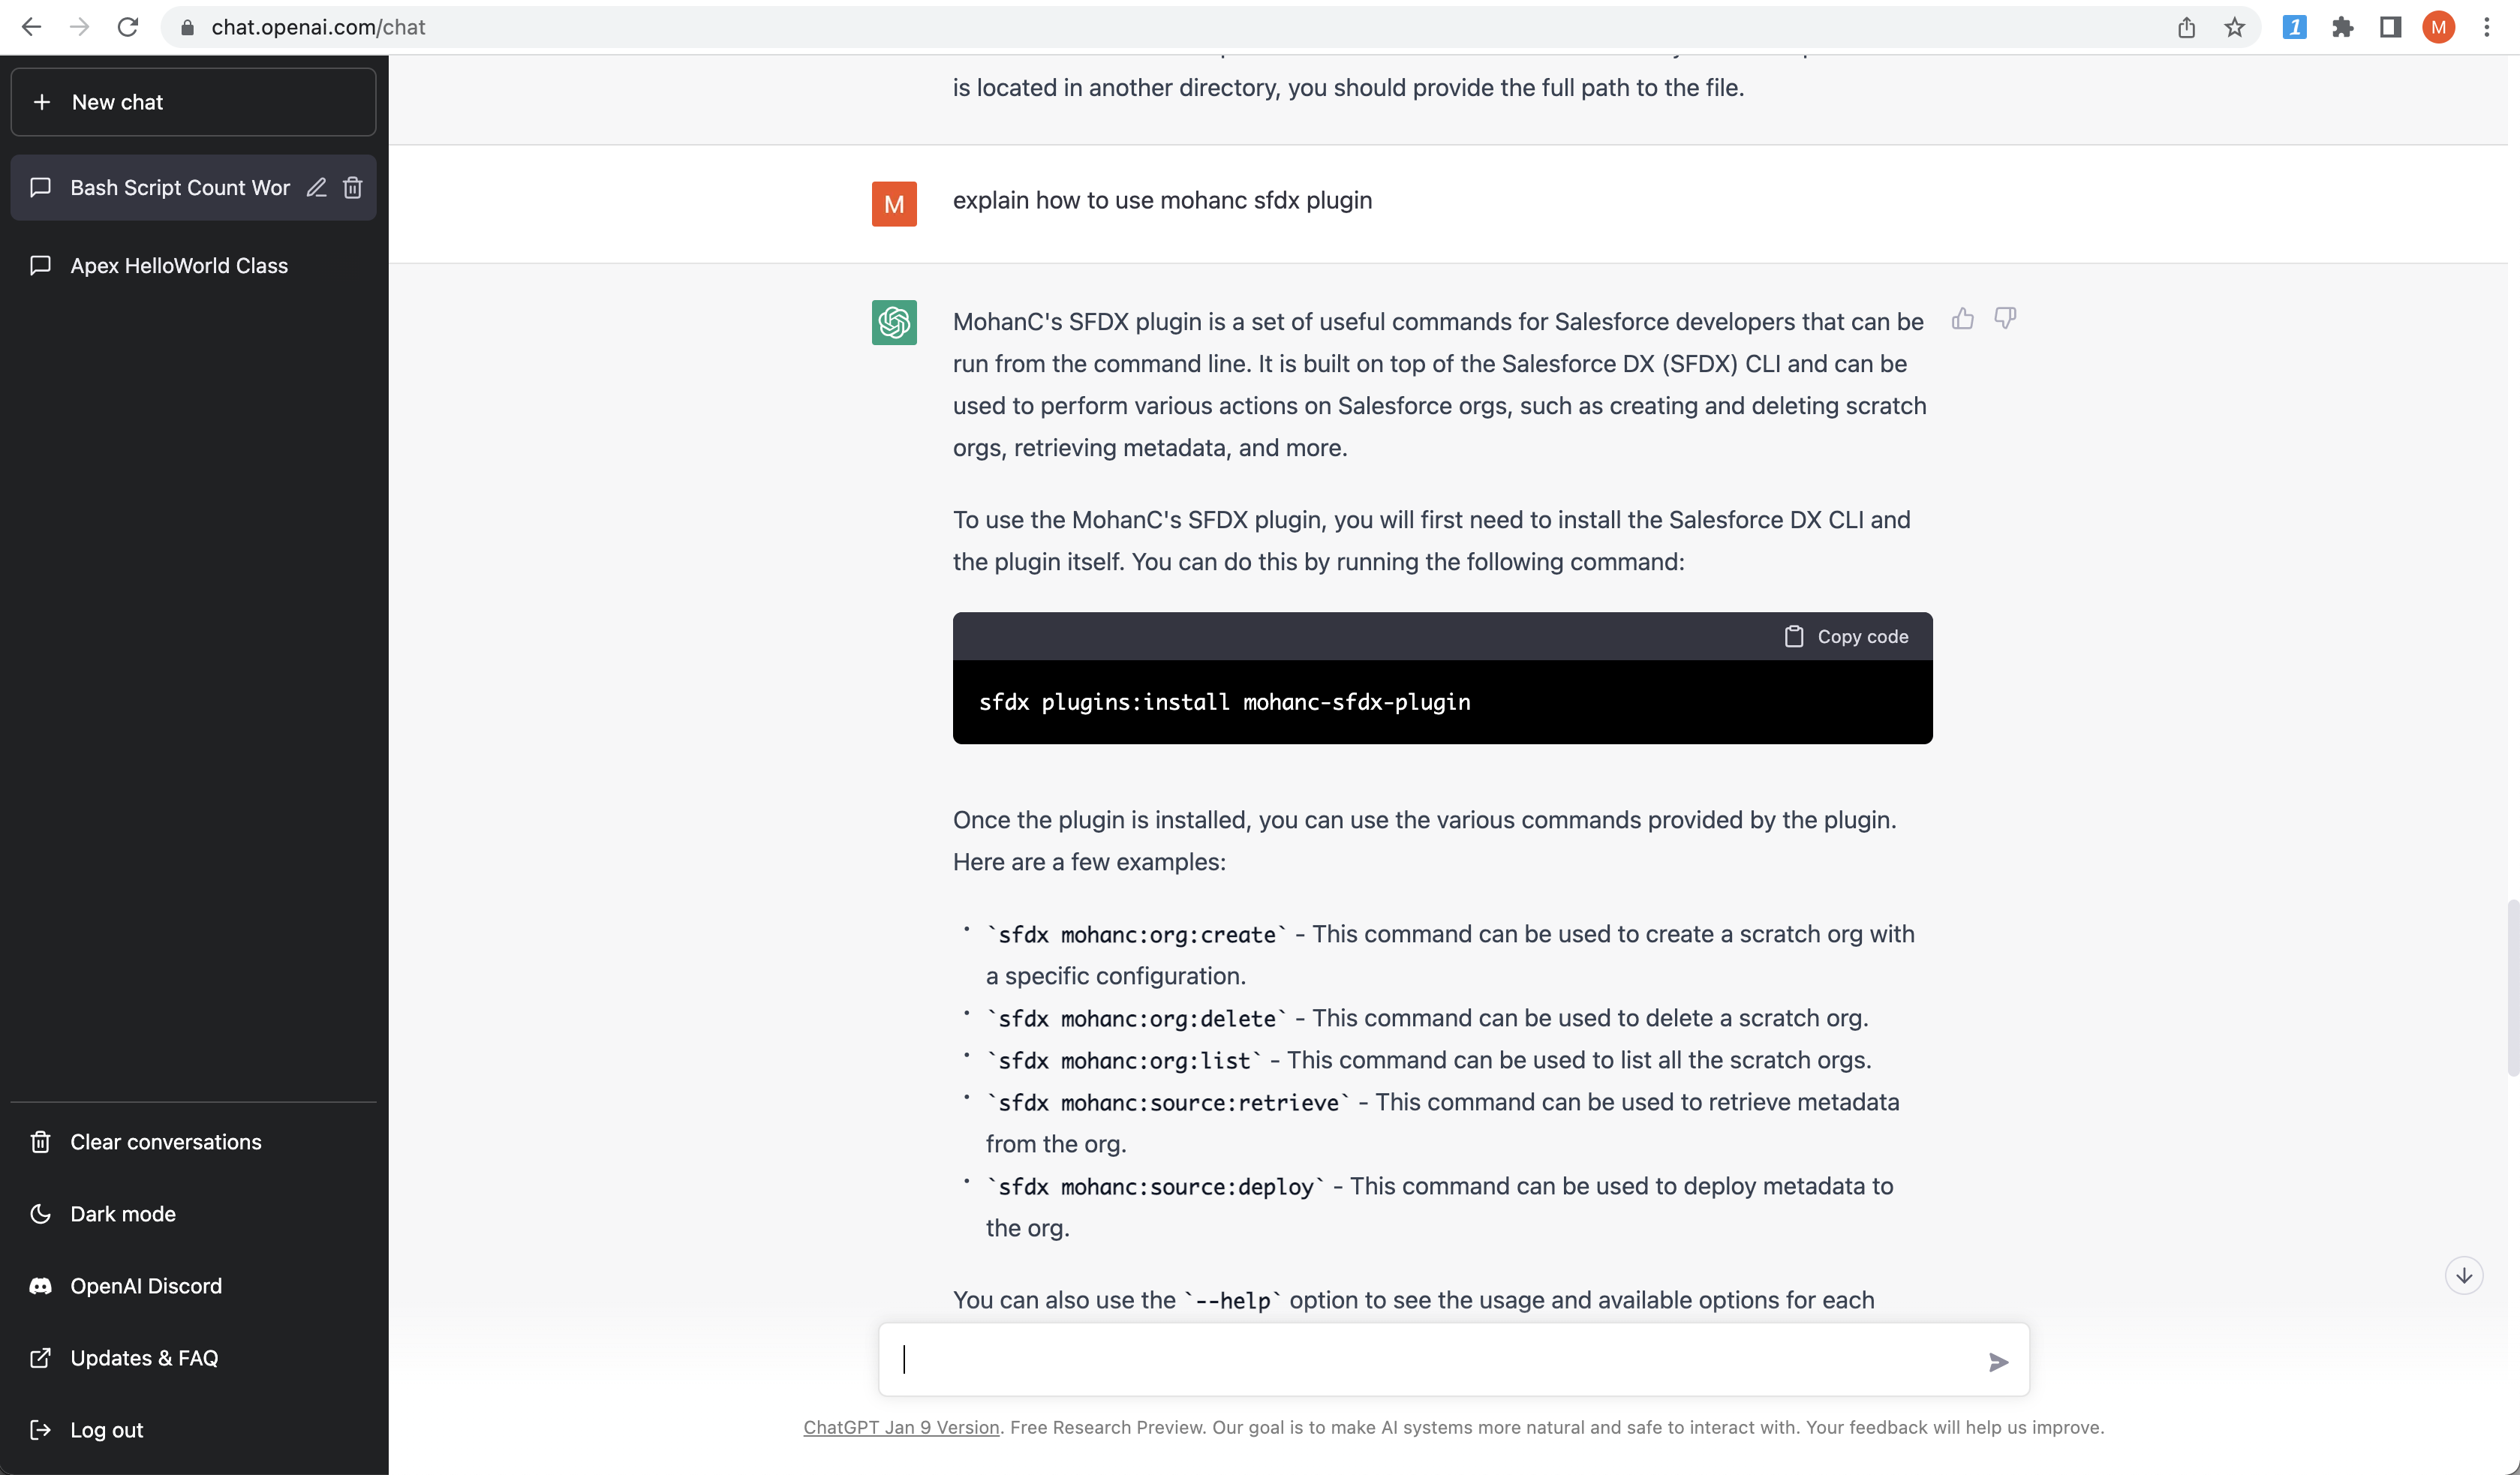 chat.openai.com/chat
1
M
New chat
Bash Script Count Wor
Apex HelloWorld Class
Clear conversations
Dark mode
OpenAI Discord
Updates & FAQ
Log out
is located in another directory, you should provide the full path to the file.
M
explain how to use mohanc sfdx plugin
MohanC's SFDX plugin is a set of useful commands for Salesforce developers that can be
run from the command line. It is built on top of the Salesforce DX (SFDX) CLI and can be
used to perform various actions on Salesforce orgs, such as creating and deleting scratch
orgs, retrieving metadata, and more.
To use the MohanC's SFDX plugin, you will first need to install the Salesforce DX CLI and
the plugin itself. You can do this by running the following command:
Copy code
sfdx plugins:install mohanc-sfdx-plugin
Once the plugin is installed, you can use the various commands provided by the plugin.
Here are a few examples:
• `sfdx mohanc:org:create` - This command can be used to create a scratch org with
a specific configuration.
• `sfdx mohanc:org:delete` - This command can be used to delete a scratch org.
• `sfdx mohanc:org:list` - This command can be used to list all the scratch orgs.
• `sfdx mohanc:source:retrieve` - This command can be used to retrieve metadata
from the org.
• `sfdx mohanc:source:deploy` - This command can be used to deploy metadata to
the org.
You can also use the `--help` option to see the usage and available options for each
ChatGPT Jan 9 Version. Free Research Preview. Our goal is to make AI systems more natural and safe to interact with. Your feedback will help us improve.